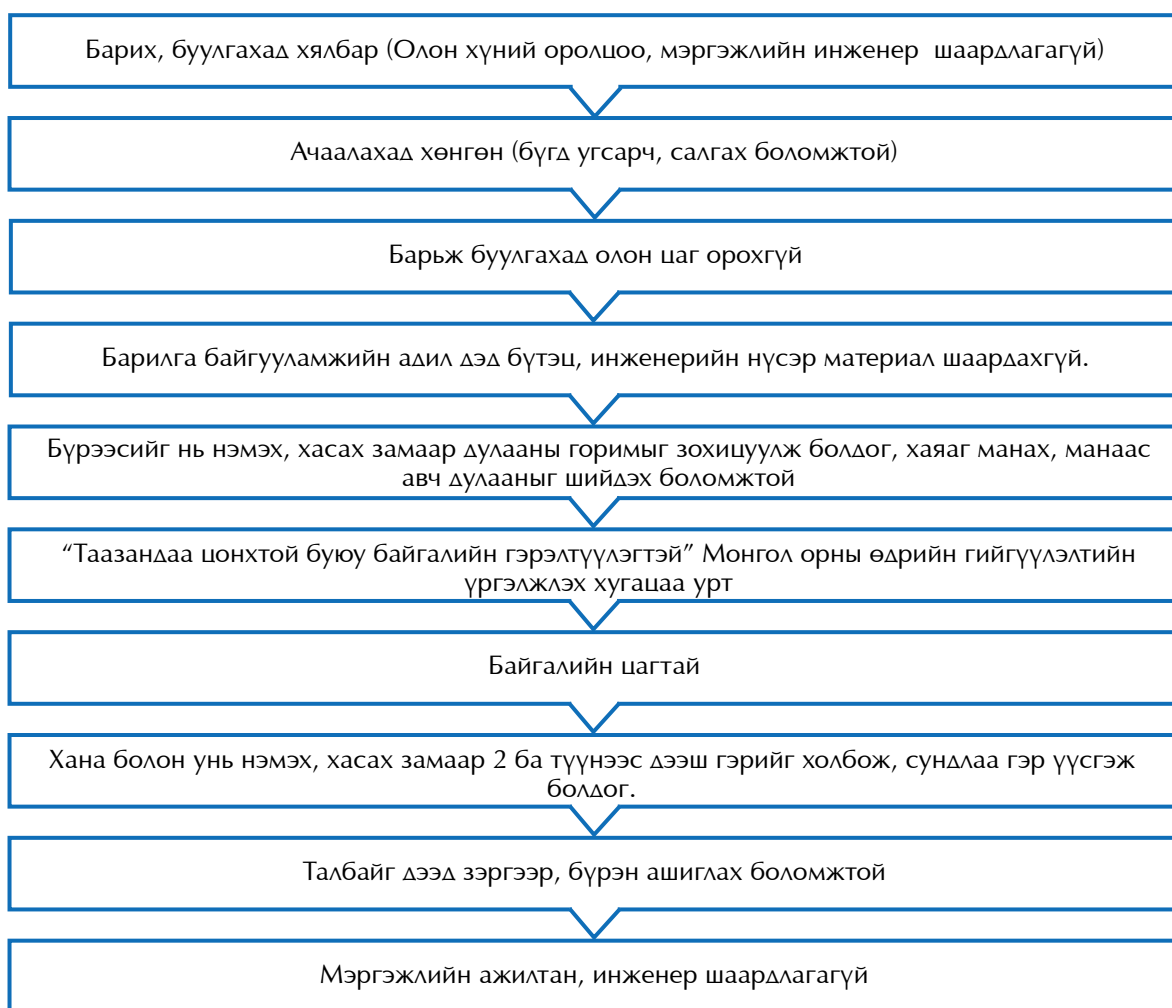 Барих, буулгахад хялбар (Олон хүний оролцоо, мэргэжлийн инженер шаардлагагүй)
Ачаалахад хөнгөн (бүгд угсарч, салгах боломжтой)
Барьж буулгахад олон цаг орохгүй
Барилга байгууламжийн адил дэд бүтэц, инженерийн нүсэр материал шаардахгүй.
Бүрээсийг нь нэмэх, хасах замаар дулааны горимыг зохицуулж болдог, хаяаг манах, манаас
авч дулааныг шийдэх боломжтой
“Таазандаа цонхтой буюу байгалийн гэрэлтүүлэгтэй” Монгол орны өдрийн гийгүүлэлтийн
үргэлжлэх хугацаа урт
Байгалийн цагтай
Хана болон унь нэмэх, хасах замаар 2 ба түүнээс дээш гэрийг холбож, сундлаа гэр үүсгэж
болдог.
Талбайг дээд зэргээр, бүрэн ашиглах боломжтой
Мэргэжлийн ажилтан, инженер шаардлагагүй